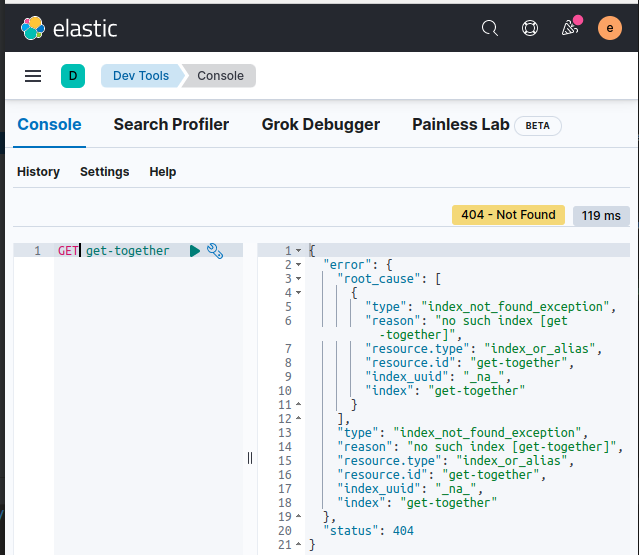 elastic
e
D
Dev Tools
Console
Console
Search Profiler
Grok Debugger
Painless Lab
BETA
History
Settings
Help
404 - Not Found
119 ms
1 GET get-together
1 {
2 "error": {
3 "root_cause": [
4 {
5 "type": "index_not_found_exception",
6 "reason": "no such index [get
-together]",
7 "resource.type": "index_or_alias",
8 "resource.id": "get-together",
9 "index_uuid": "_na_",
10 "index": "get-together"
11 }
12 ],
13 "type": "index_not_found_exception",
14 "reason": "no such index [get-together]",
15 "resource.type": "index_or_alias",
16 "resource.id": "get-together",
17 "index_uuid": "_na_",
18 "index": "get-together"
19 },
20 "status": 404
21 }